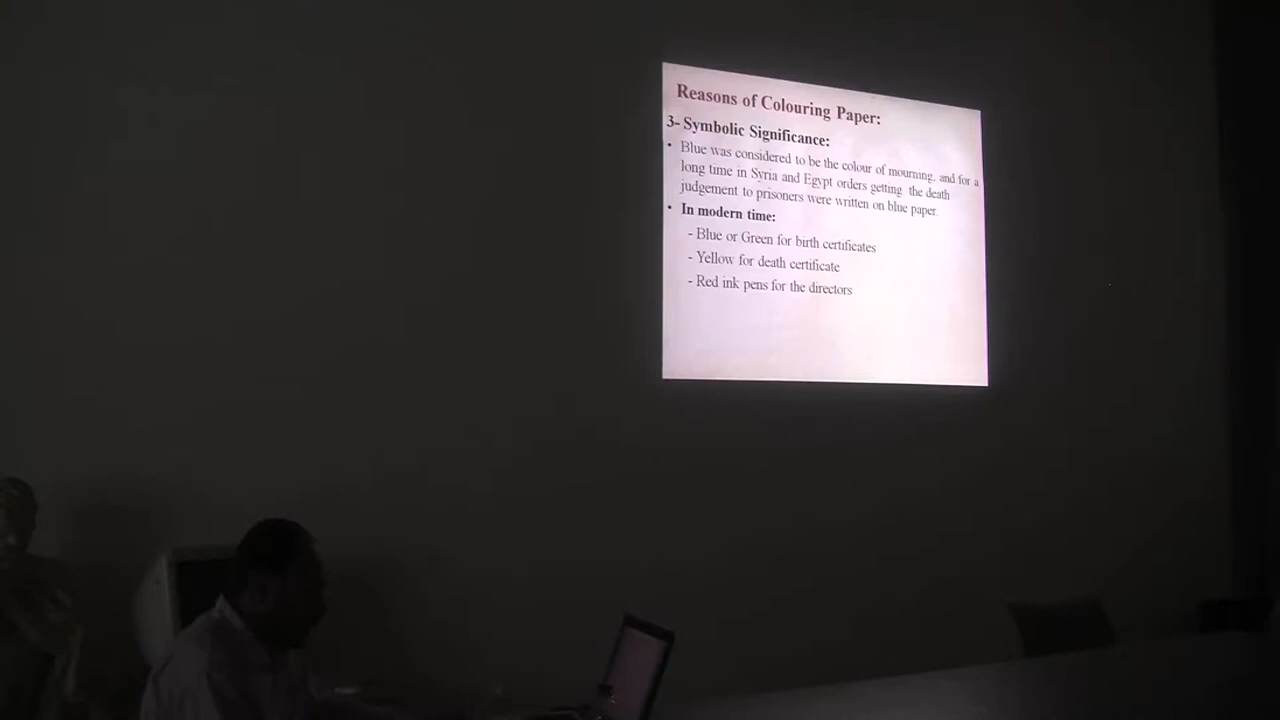 Reasons of Colouring Paper:
3- Symbolic Significance:
• Blue was considered to be the colour of mourning, and for a
long time in Syria and Egypt orders getting the death
judgement to prisoners were written on blue paper.
• In modern time:
- Blue or Green for birth certificates
- Yellow for death certificate
- Red ink pens for the directors